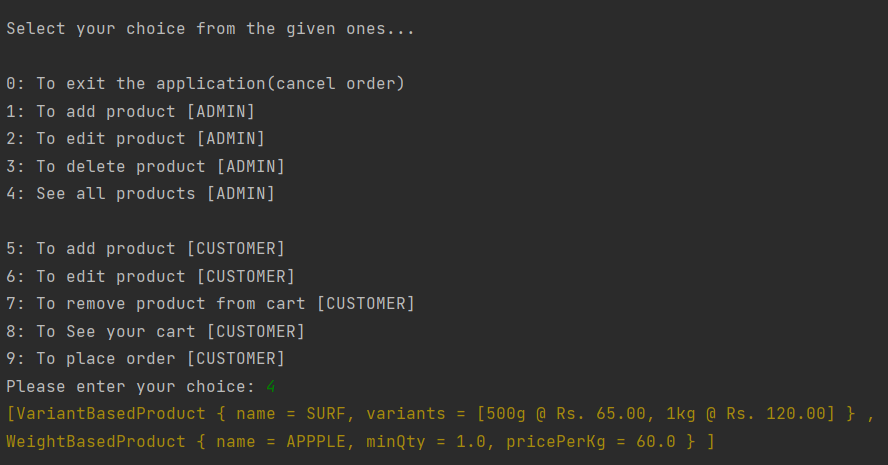 Select your choice from the given ones...
0: To exit the application(cancel order)
1: To add product [ADMIN]
2: To edit product [ADMIN]
3: To delete product [ADMIN]
4: See all products [ADMIN]
5: To add product [CUSTOMER]
6: To edit product [CUSTOMER]
7: To remove product from cart [CUSTOMER]
8: To See your cart [CUSTOMER]
9: To place order [CUSTOMER]
Please enter your choice: 4
[VariantBasedProduct { name = SURF, variants = [500g @ Rs. 65.00, 1kg @ Rs. 120.00] } ,
WeightBasedProduct { name = APPPLE, minQty = 1.0, pricePerKg = 60.0 } ]